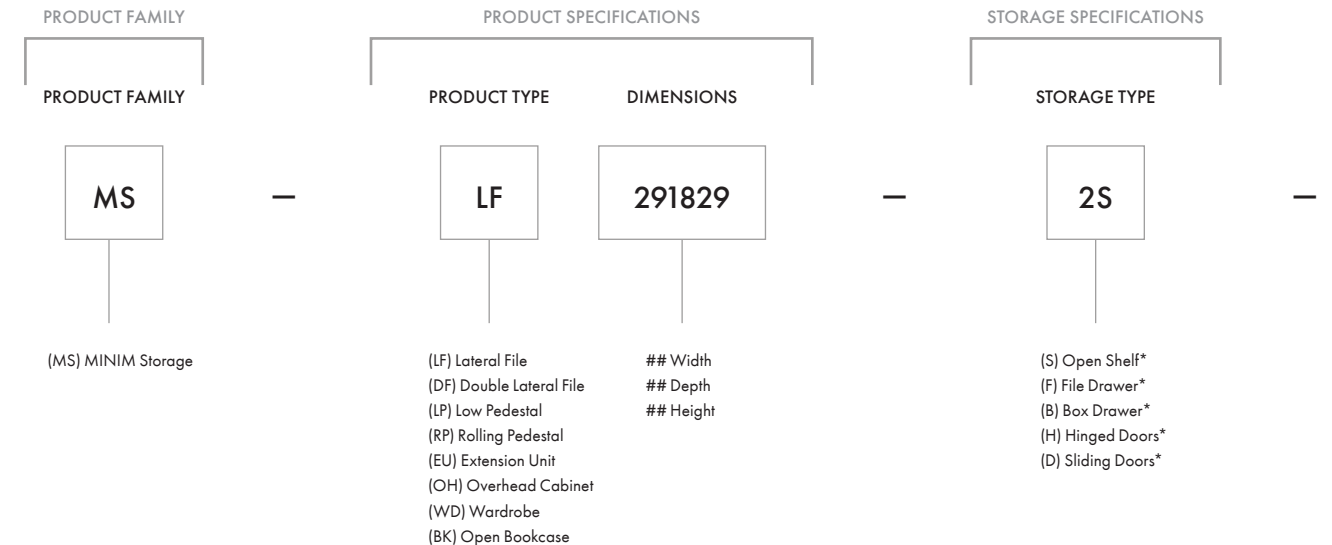 PRODUCT FAMILY PRODUCT SPECIFICATIONS STORAGE SPECIFICATIONS
PRODUCT FAMILY PRODUCT TYPE DIMENSIONS STORAGE TYPE
MS – LF 291829 – 2S –
(MS) MINIM Storage
(LF) Lateral File
(DF) Double Lateral File
(LP) Low Pedestal
(RP) Rolling Pedestal
(EU) Extension Unit
(OH) Overhead Cabinet
(WD) Wardrobe
(BK) Open Bookcase
## Width
## Depth
## Height
(S) Open Shelf*
(F) File Drawer*
(B) Box Drawer*
(H) Hinged Doors*
(D) Sliding Doors*